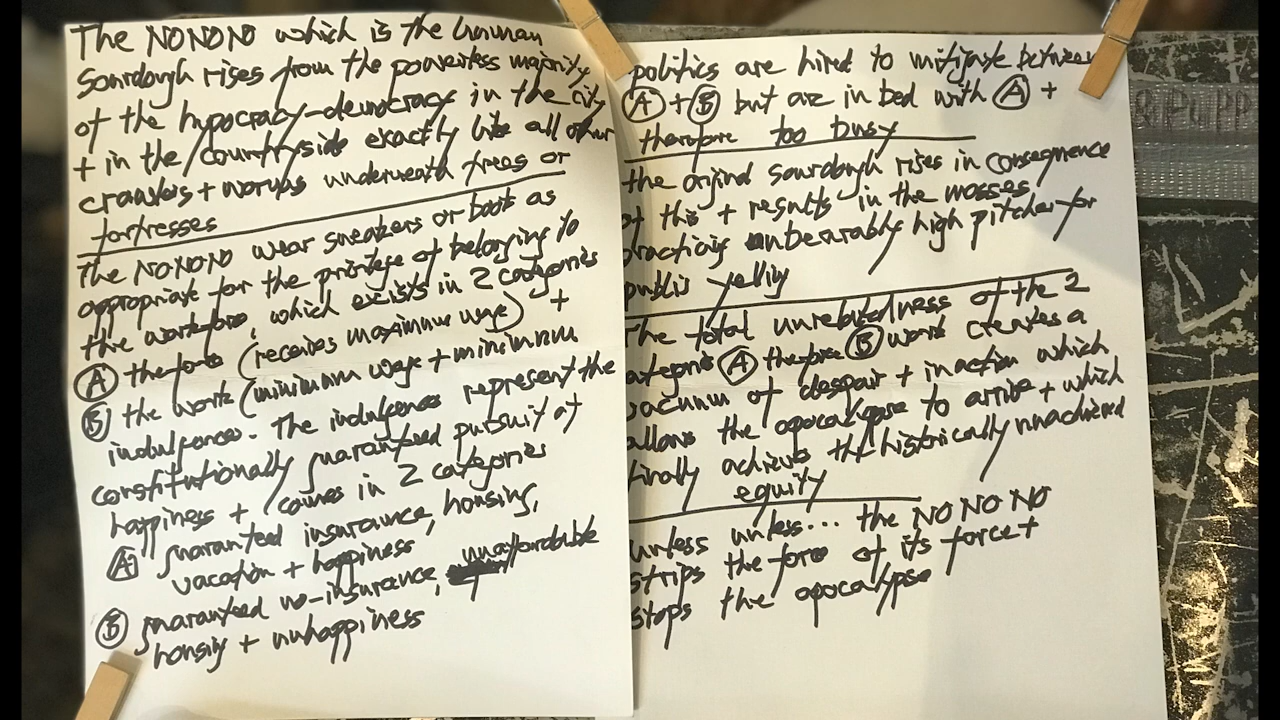 The NONONO which is the human
Sourdough rises from the powerless majority
of the hypocracy-democracy in the city
+ in the countryside exactly like all other
crawlers + worms underneath trees or
fortresses
The NONONO wear sneakers or boots as
appropriate for the privilege of belonging to
the workforce, which exists in 2 categories
Ⓐ the force (receives maximum wage) +
Ⓑ the work (minimum wage + minimum
indulgences. The indulgences represent the
constitutionally guaranteed pursuit of
happiness + comes in 2 categories
Ⓐ guaranteed insurance, housing,
vacation + happiness
Ⓑ guaranteed no-insurance, unaffordable
housing + unhappiness
politics are hired to mitigate between
Ⓐ + Ⓑ but are in bed with Ⓐ +
therefore too busy
the original sourdough rises in consequence
of this + results in the masses
practicing unbearably high pitches for
public yelling
The total unrelatedness of the 2
categories Ⓐ the force Ⓑ work creates a
vacuum of despair + inaction which
allows the apocalypse to arrive + which
finally achieves the historically unachieved
equity
unless unless... the NO NO NO
strips the force of its force +
stops the apocalypse